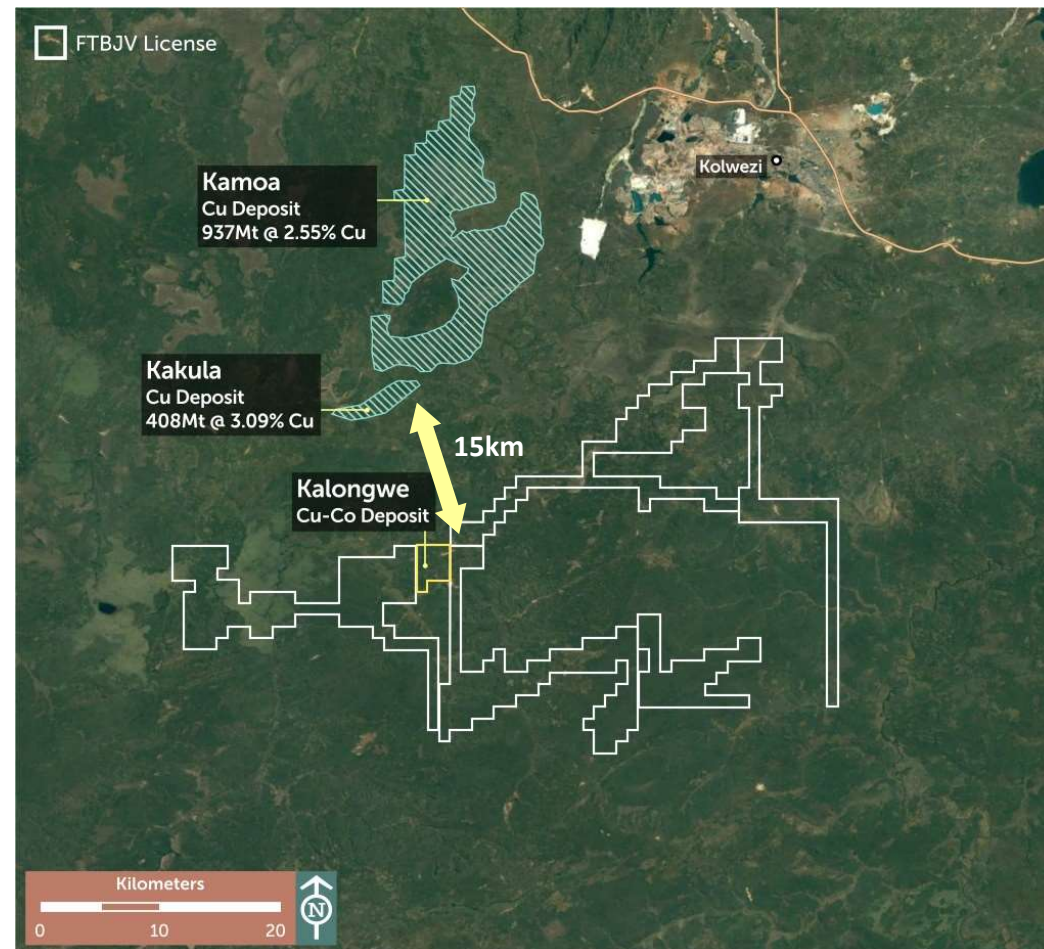 FTBJV License
Kolwezi
Kamoa
Cu Deposit
937Mt @ 2.55% Cu
Kakula
Cu Deposit
408Mt @ 3.09% Cu
15km
Kalongwe
Cu-Co Deposit
Kilometers
0 10 20
N